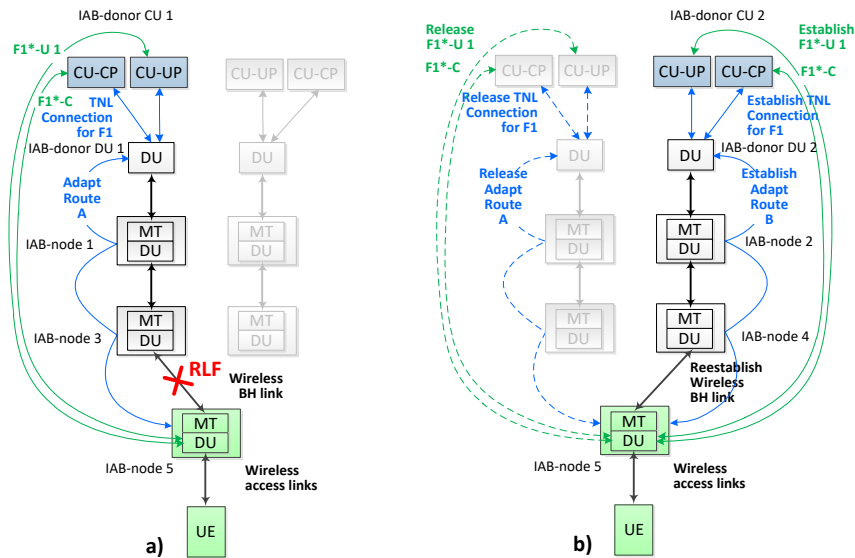 IAB-donor CU 1
F1*-U 1
CU-CP
CU-UP
F1*-C
TNL
Connection
for F1
IAB-donor DU 1
DU
Adapt
Route
A
IAB-node 1
MT
DU
IAB-node 3
MT
DU
RLF
Wireless
BH link
MT
DU
IAB-node 5
Wireless
access links
UE
a)
CU-UP
CU-CP
DU
MT
DU
MT
DU
Release
F1*-U 1
F1*-C
CU-CP
CU-UP
Release TNL
Connection
for F1
DU
Release
Adapt
Route
A
MT
DU
MT
DU
IAB-donor CU 2
Establish
F1*-U 1
F1*-C
CU-UP
CU-CP
Establish TNL
Connection
for F1
DU
IAB-donor DU 2
Establish
Adapt
Route
B
MT
DU
IAB-node 2
MT
DU
IAB-node 4
Reestablish
Wireless
BH link
MT
DU
IAB-node 5
Wireless
access links
UE
b)